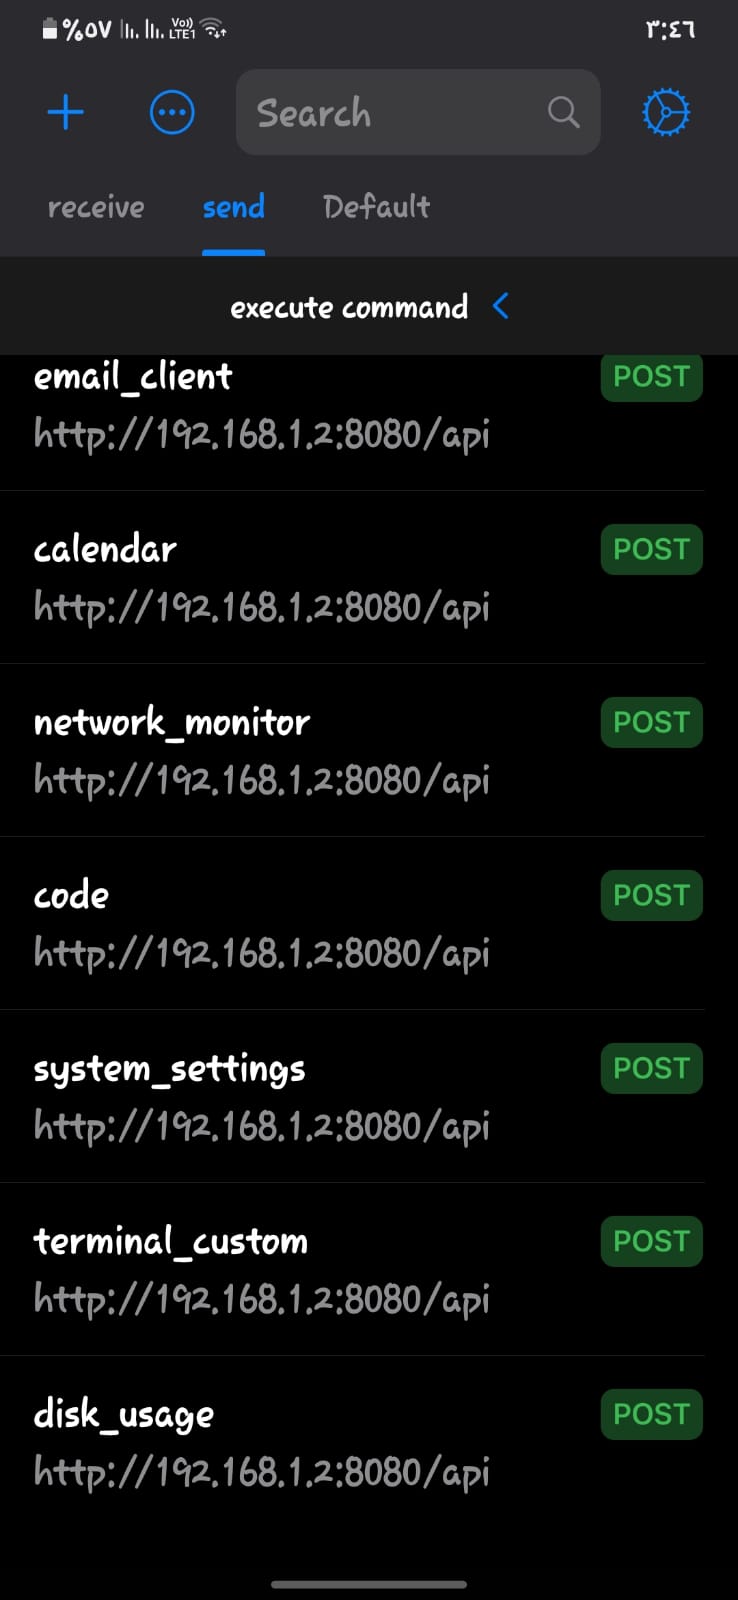 %٥٧ Vo)) LTE1 ٣:٤٦
Search
receive send Default
execute command
email_client POST
http://192.168.1.2:8080/api
calendar POST
http://192.168.1.2:8080/api
network_monitor POST
http://192.168.1.2:8080/api
code POST
http://192.168.1.2:8080/api
system_settings POST
http://192.168.1.2:8080/api
terminal_custom POST
http://192.168.1.2:8080/api
disk_usage POST
http://192.168.1.2:8080/api